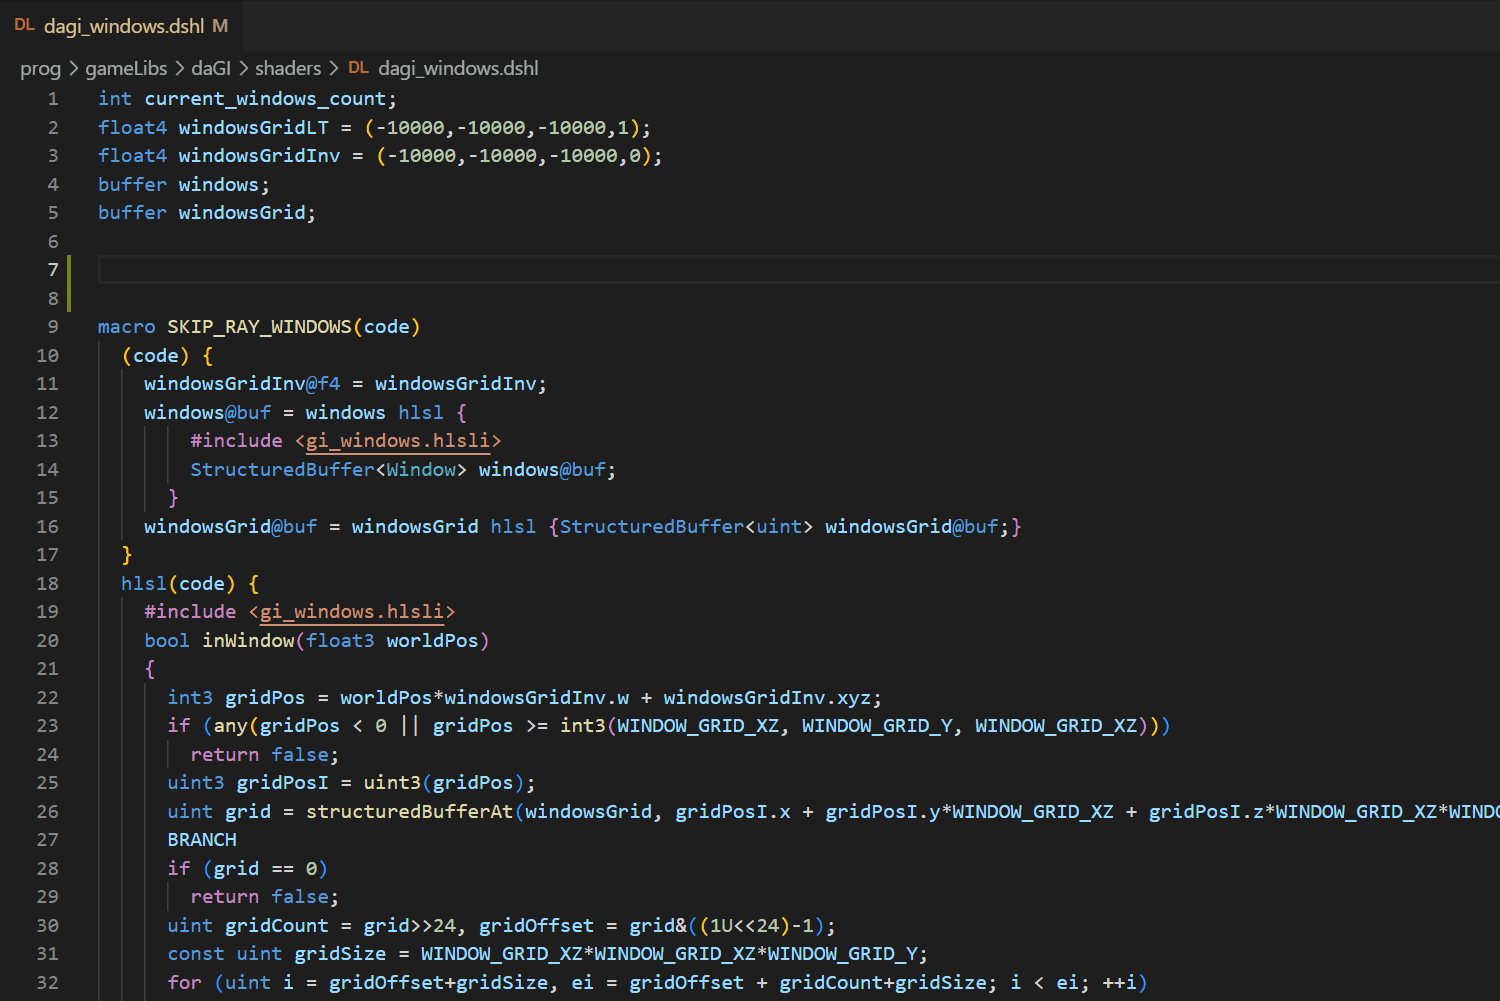 DL dagi_windows.dshl M
prog > gameLibs > daGI > shaders > DL dagi_windows.dshl
1 int current_windows_count;
2 float4 windowsGridLT = (-10000,-10000,-10000,1);
3 float4 windowsGridInv = (-10000,-10000,-10000,0);
4 buffer windows;
5 buffer windowsGrid;
6
7
8
9 macro SKIP_RAY_WINDOWS(code)
10 (code) {
11 windowsGridInv@f4 = windowsGridInv;
12 windows@buf = windows hlsl {
13 #include <gi_windows.hlsli>
14 StructuredBuffer<Window> windows@buf;
15 }
16 windowsGrid@buf = windowsGrid hlsl {StructuredBuffer<uint> windowsGrid@buf;}
17 }
18 hlsl(code) {
19 #include <gi_windows.hlsli>
20 bool inWindow(float3 worldPos)
21 {
22 int3 gridPos = worldPos*windowsGridInv.w + windowsGridInv.xyz;
23 if (any(gridPos < 0 || gridPos >= int3(WINDOW_GRID_XZ, WINDOW_GRID_Y, WINDOW_GRID_XZ)))
24 return false;
25 uint3 gridPosI = uint3(gridPos);
26 uint grid = structuredBufferAt(windowsGrid, gridPosI.x + gridPosI.y*WINDOW_GRID_XZ + gridPosI.z*WINDOW_GRID_XZ*WINDO
27 BRANCH
28 if (grid == 0)
29 return false;
30 uint gridCount = grid>>24, gridOffset = grid&((1U<<24)-1);
31 const uint gridSize = WINDOW_GRID_XZ*WINDOW_GRID_XZ*WINDOW_GRID_Y;
32 for (uint i = gridOffset+gridSize, ei = gridOffset + gridCount+gridSize; i < ei; ++i)